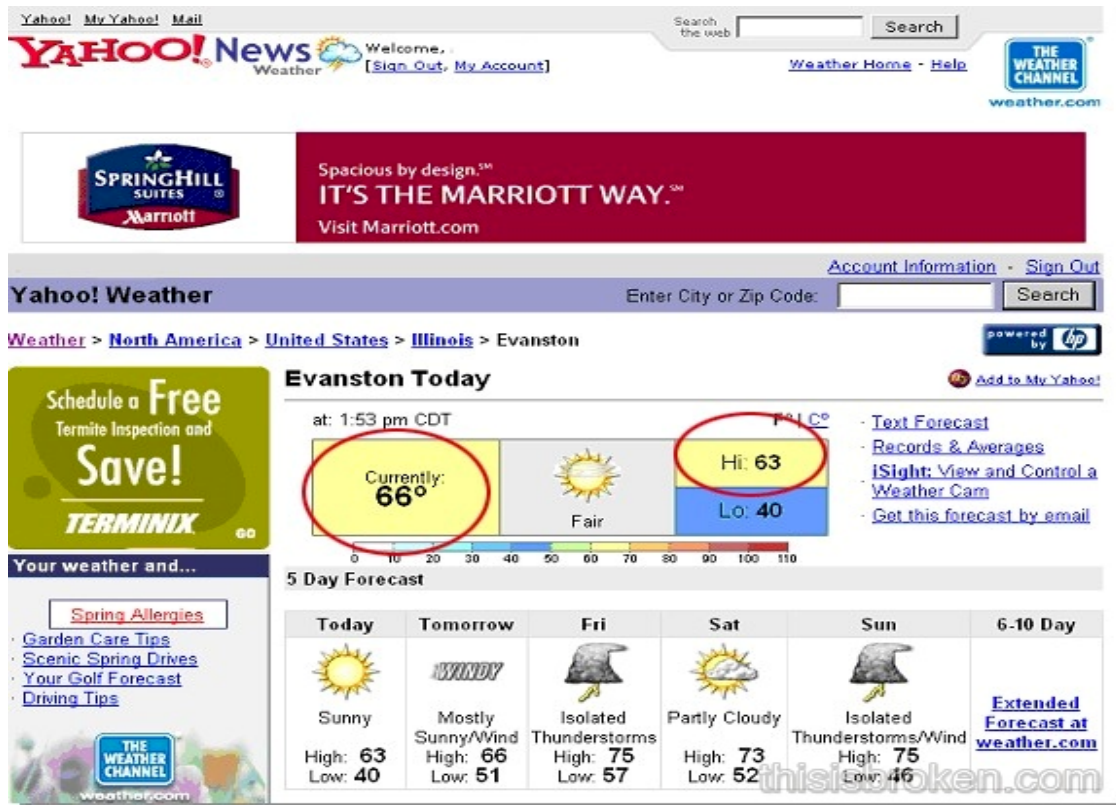 Yahoo! My Yahoo! Mail
Search the web
Search
YAHOO! News
Weather
Welcome,
[Sign Out, My Account]
Weather Home - Help
THE WEATHER CHANNEL
weather.com
SPRINGHILL
SUITES
Marriott
Spacious by design.℠
IT'S THE MARRIOTT WAY.℠
Visit Marriott.com
Account Information - Sign Out
Yahoo! Weather
Enter City or Zip Code:
Search
Weather > North America > United States > Illinois > Evanston
powered by hp
Schedule a Free
Termite Inspection and
Save!
TERMINIX
GO
Evanston Today
Add to My Yahoo!
at: 1:53 pm CDT
F° | C°
Currently:
66°
Fair
Hi: 63
Lo: 40
0 10 20 30 40 50 60 70 80 90 100 110
· Text Forecast
· Records & Averages
· iSight: View and Control a
Weather Cam
· Get this forecast by email
Your weather and...
Spring Allergies
· Garden Care Tips
· Scenic Spring Drives
· Your Golf Forecast
· Driving Tips
THE
WEATHER
CHANNEL
weather.com
5 Day Forecast
Today Tomorrow Fri Sat Sun 6-10 Day
WINDY
Sunny
High: 63
Low: 40
Mostly
Sunny/Wind
High: 66
Low: 51
Isolated
Thunderstorms
High: 75
Low: 57
Partly Cloudy
High: 73
Low: 52
Isolated
Thunderstorms/Wind
High: 75
Low: 46
Extended
Forecast at
weather.com
thisisbroken.com